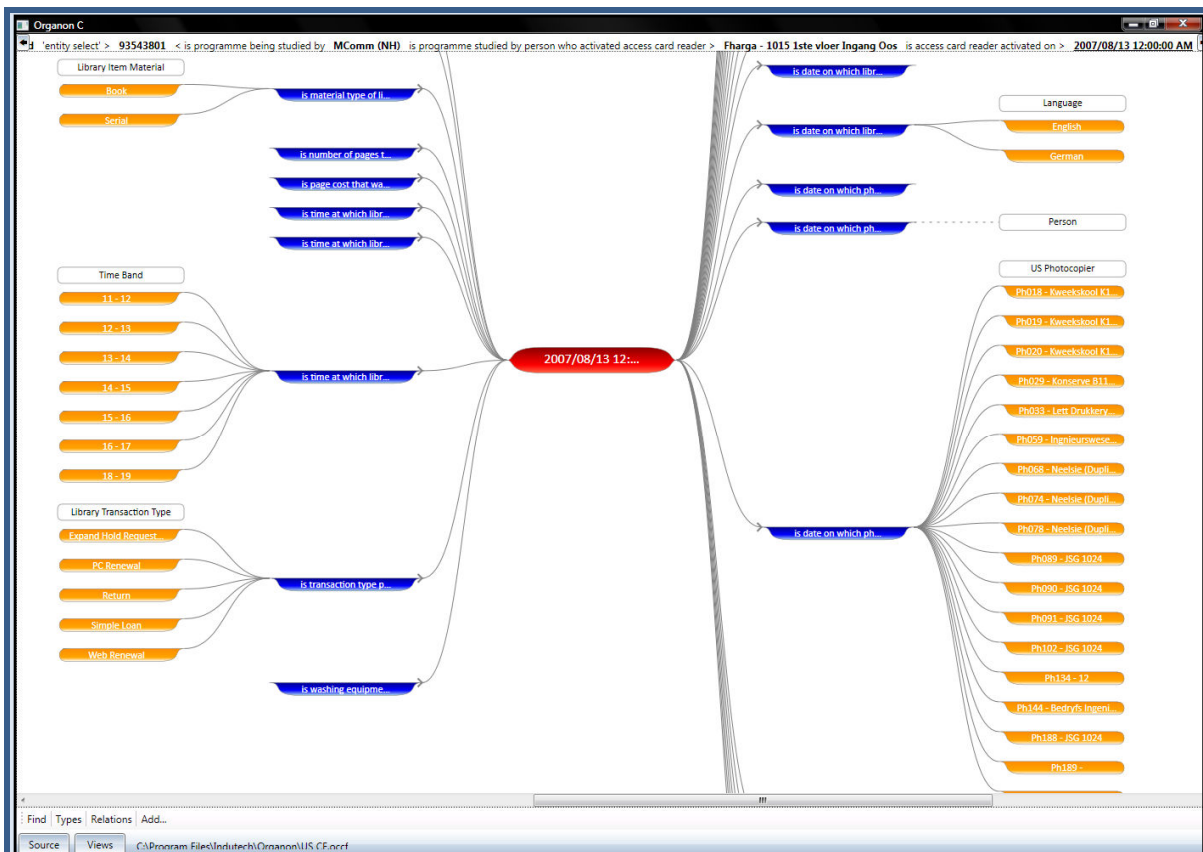 Organon C
'entity select' > 93543801 < is programme being studied by MComm (NH) is programme studied by person who activated access card reader > Fharga - 1015 1ste vloer Ingang Oos is access card reader activated on > 2007/08/13 12:00:00 AM
Library Item Material
Book
Serial
is material type of li...
is number of pages t...
is page cost that wa...
is time at which libr...
is time at which libr...
Time Band
11 - 12
12 - 13
13 - 14
14 - 15
15 - 16
16 - 17
18 - 19
is time at which libr...
Library Transaction Type
Expand Hold Request...
PC Renewal
Return
Simple Loan
Web Renewal
is transaction type p...
is washing equipme...
2007/08/13 12:...
is date on which libr...
is date on which libr...
Language
English
German
is date on which ph...
is date on which ph...
Person
US Photocopier
is date on which ph...
Ph018 - Kweekskool K1...
Ph019 - Kweekskool K1...
Ph020 - Kweekskool K1...
Ph029 - Konserve B11...
Ph033 - Lett Drukkery...
Ph059 - Ingnieurswese...
Ph068 - Neelsie (Dupli...
Ph074 - Neelsie (Dupli...
Ph078 - Neelsie (Dupli...
Ph089 - JSG 1024
Ph090 - JSG 1024
Ph091 - JSG 1024
Ph102 - JSG 1024
Ph134 - 12
Ph144 - Bedryfs Ingeni...
Ph188 - JSG 1024
Ph189 -
Find Types Relations Add...
Source Views C:\Program Files\Indutech\Organon\US CF.occf